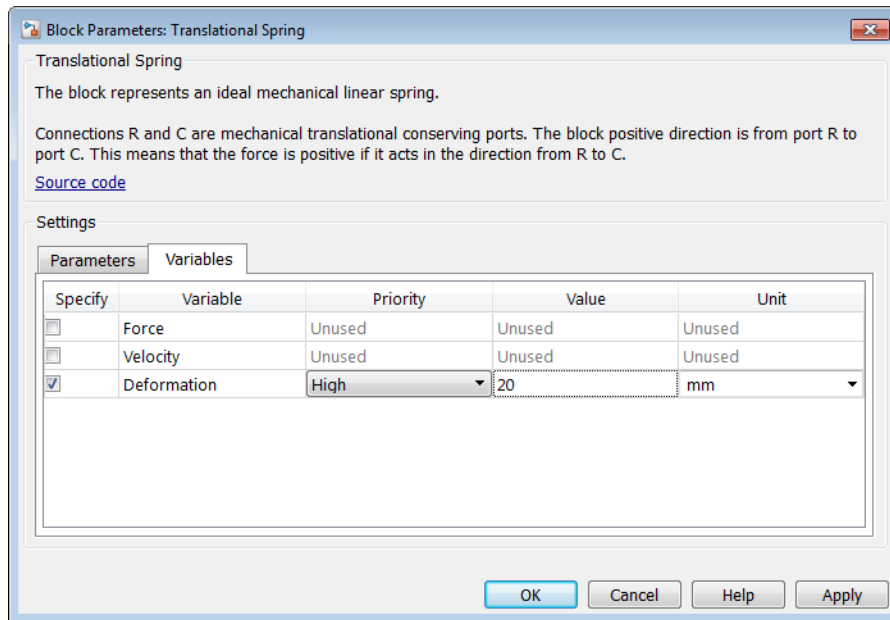 Block Parameters: Translational Spring
Translational Spring
The block represents an ideal mechanical linear spring.
Connections R and C are mechanical translational conserving ports. The block positive direction is from port R to
port C. This means that the force is positive if it acts in the direction from R to C.
Source code
Settings
Parameters Variables
Specify Variable Priority Value Unit
Force Unused Unused Unused
Velocity Unused Unused Unused
Deformation High 20 mm
OK Cancel Help Apply